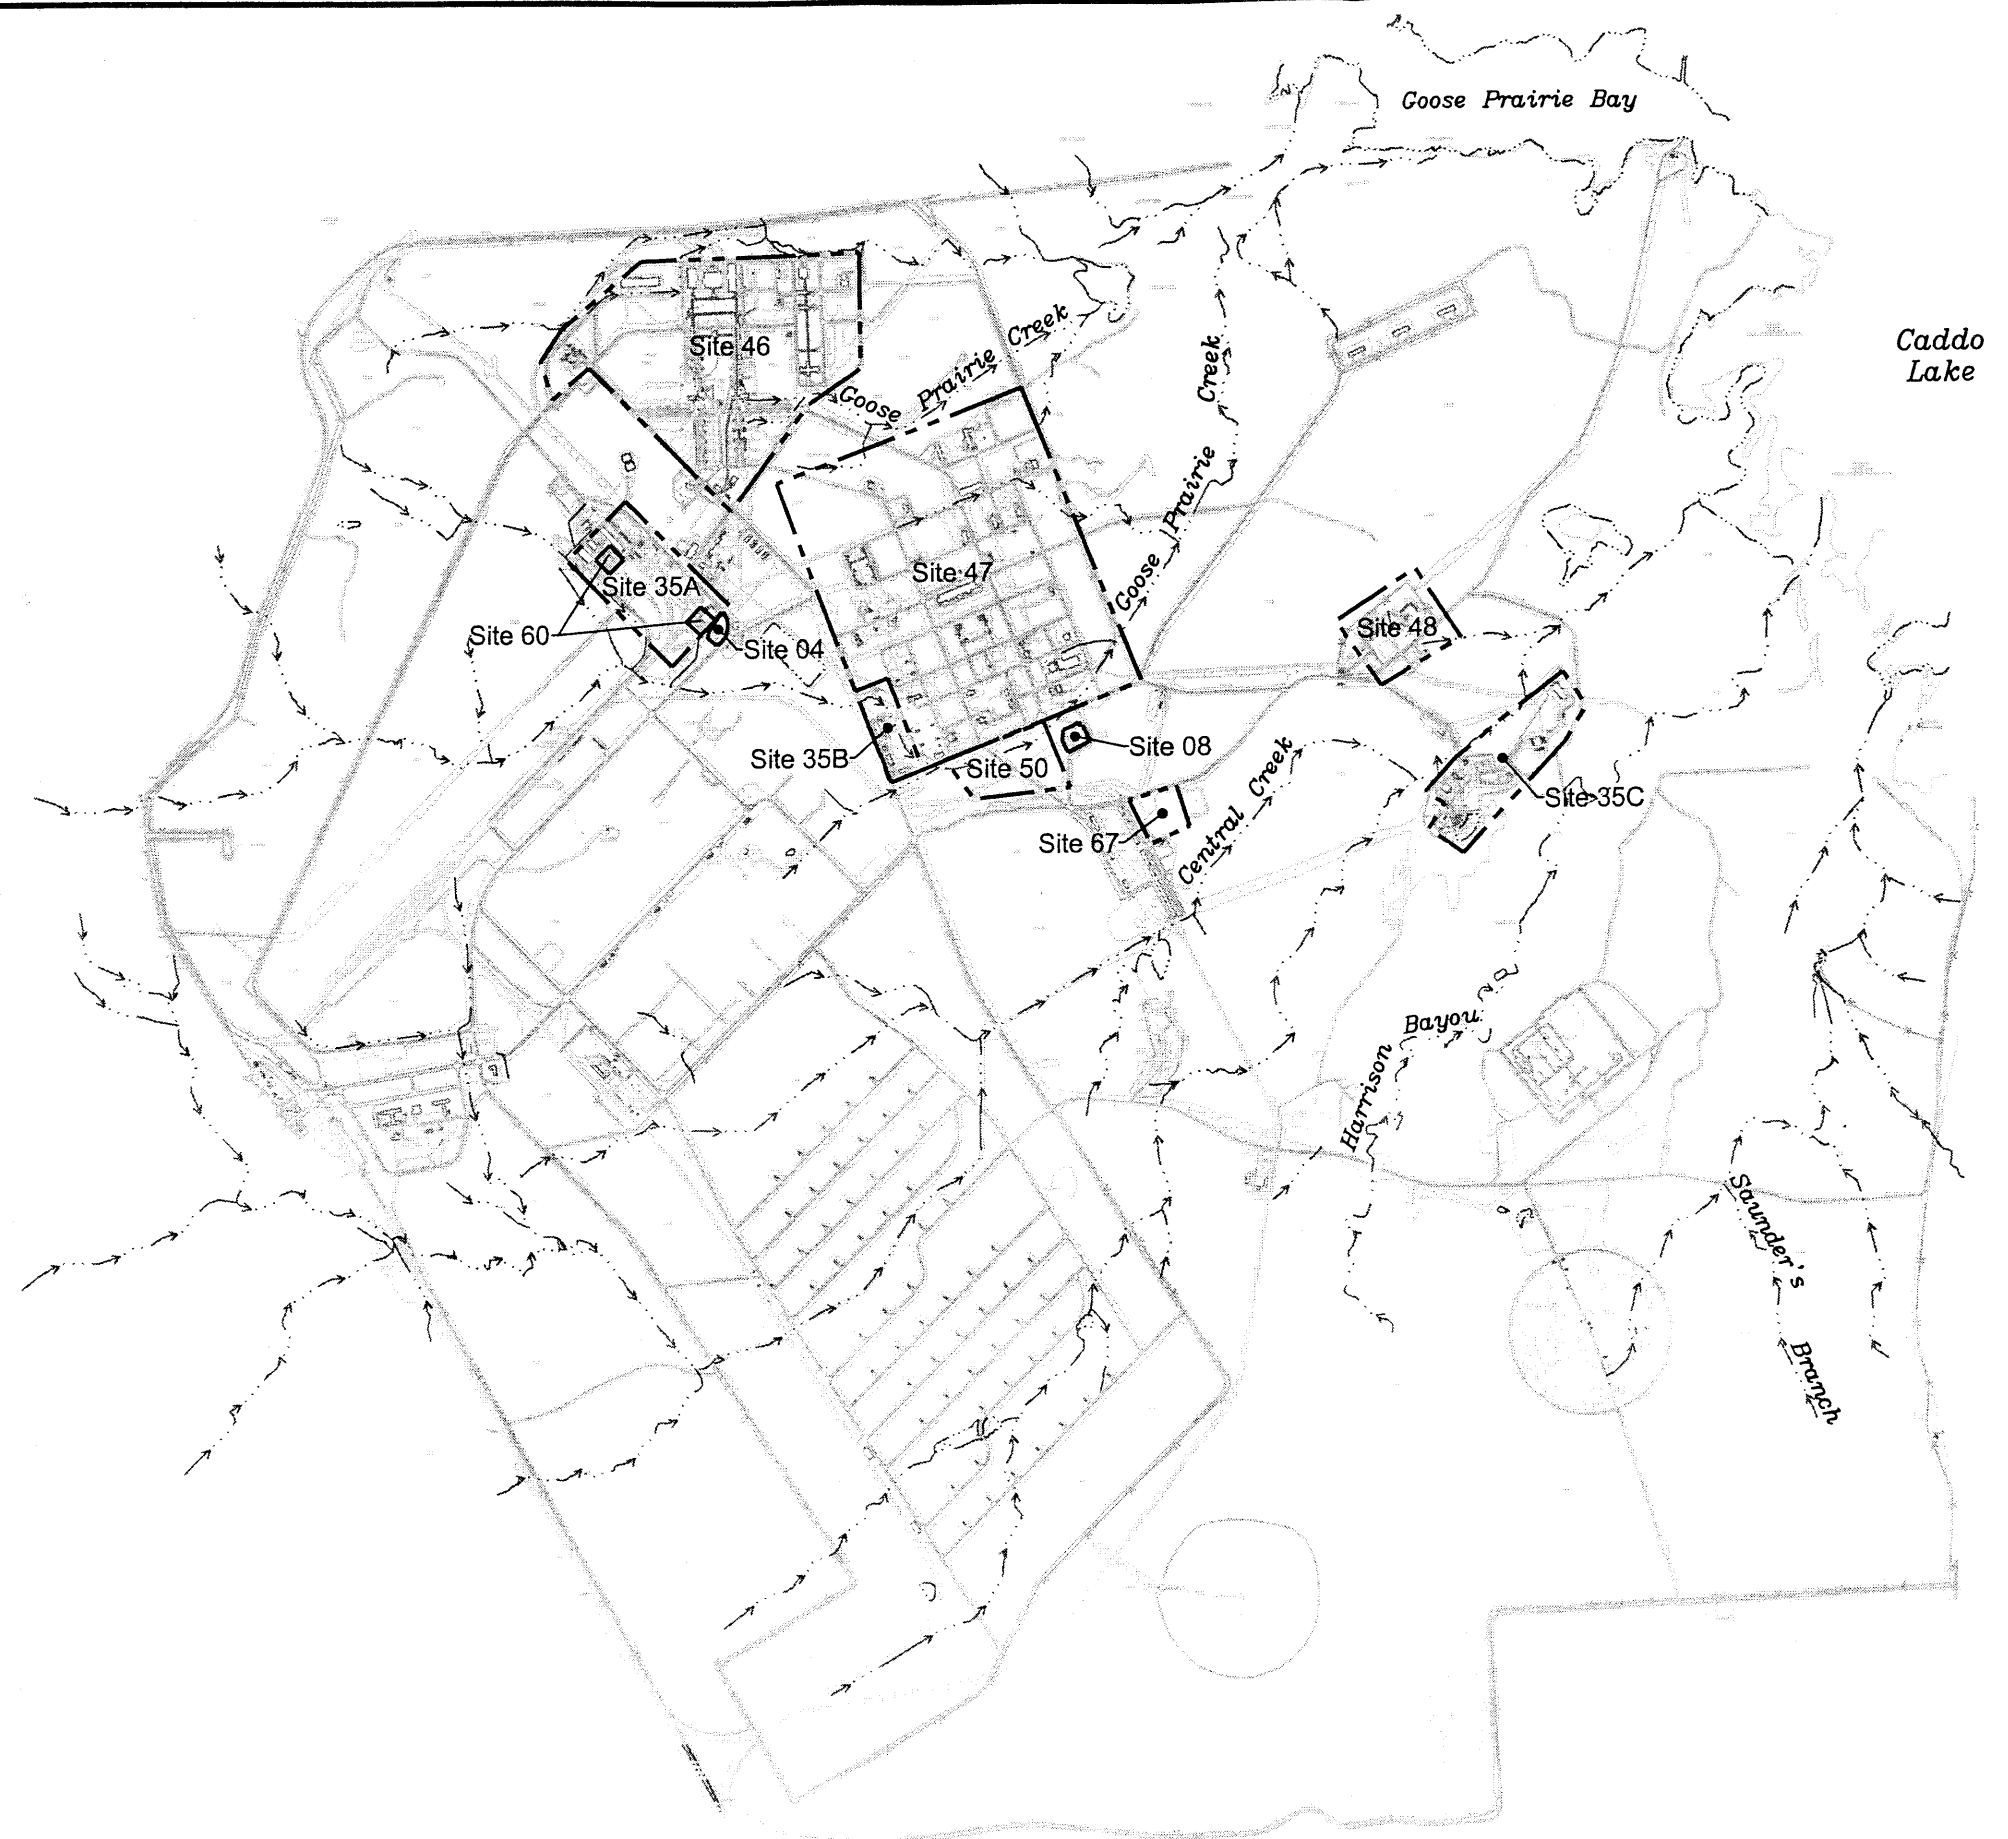 Goose Prairie Bay
Caddo
Lake
Site 46
Goose Prairie Creek
Goose Prairie Creek
Site 47
Site 35A
Site 60
Site 04
Site 48
Site 35B
Site 50
Site 08
Site 67
Central Creek
Site 35C
Harrison Bayou
Saunder's Branch